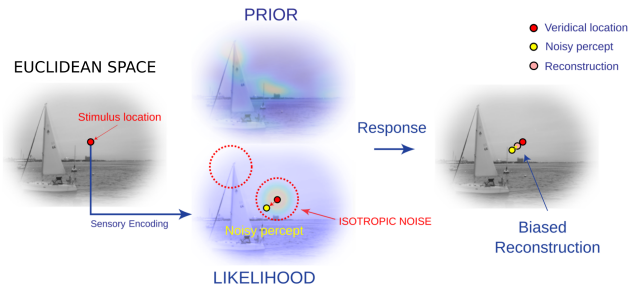 PRIOR
Veridical location
Noisy percept
Reconstruction
EUCLIDEAN SPACE
Stimulus location
Response
Sensory Encoding
Noisy percept
ISOTROPIC NOISE
Biased
Reconstruction
LIKELIHOOD